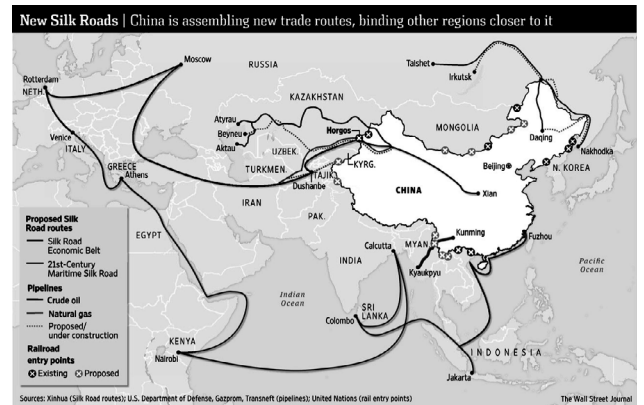 New Silk Roads | China is assembling new trade routes, binding other regions closer to it
Moscow
RUSSIA
Taishet
Irkutsk
Rotterdam
NETH.
KAZAKHSTAN
Atyrau
Beyneu
Aktau
Horgos
MONGOLIA
Daqing
Nakhodka
Venice
ITALY
UZBEK.
KYRG.
Beijing
N. KOREA
GREECE
Athens
TURKMEN.
TAJIK.
Dushanbe
CHINA
Xian
IRAN
PAK.
EGYPT
Calcutta
MYAN.
Kunming
Fuzhou
INDIA
Kyaukpyu
Pacific
Ocean
Indian
Ocean
SRI
LANKA
Colombo
KENYA
Nairobi
INDONESIA
Jakarta
Proposed Silk
Road routes
Silk Road
Economic Belt
21st-Century
Maritime Silk Road
Pipelines
Crude oil
Natural gas
Proposed/
under construction
Railroad
entry points
Existing
Proposed
Sources: Xinhua (Silk Road routes); U.S. Department of Defense, Gazprom, Transneft (pipelines); United Nations (rail entry points)
The Wall Street Journal